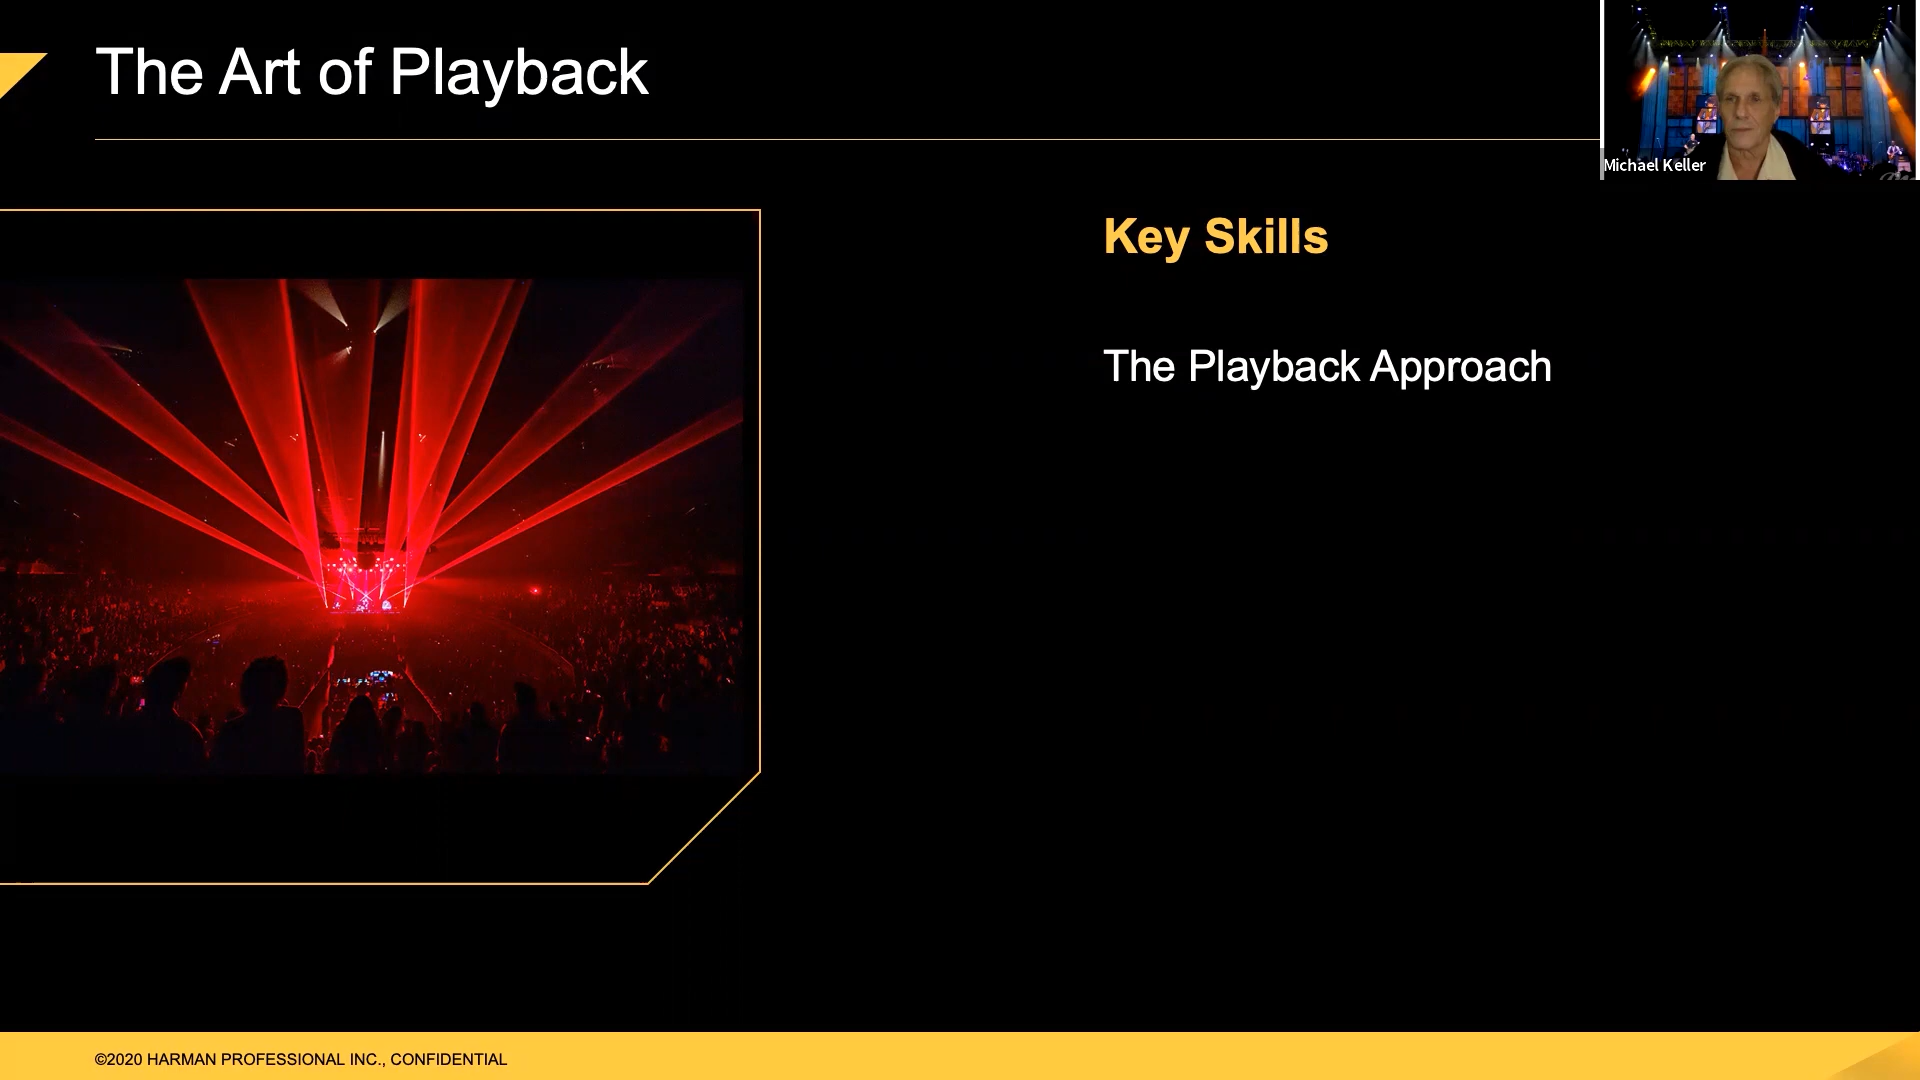 The Art of Playback
Michael Keller
Key Skills
The Playback Approach
©2020 HARMAN PROFESSIONAL INC., CONFIDENTIAL